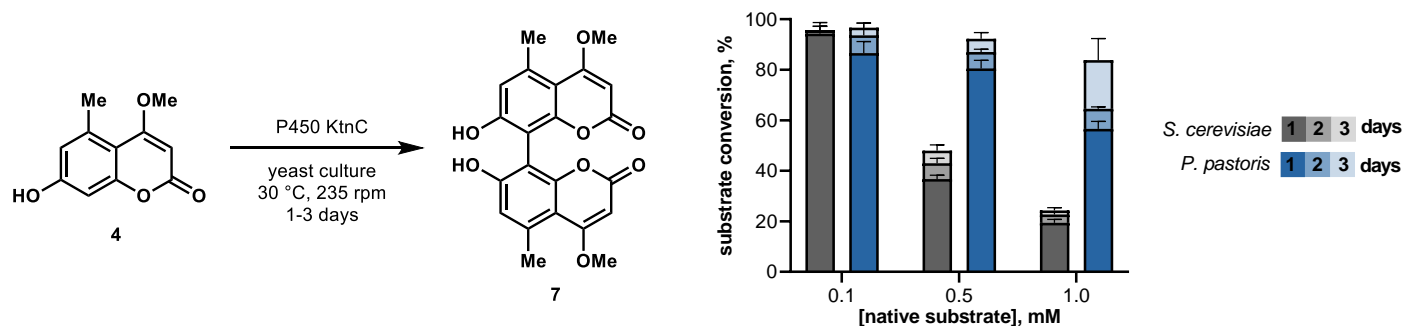 Me
OMe
HO
O
O
4
P450 KtnC
yeast culture
30 °C, 235 rpm
1-3 days
Me
OMe
HO
O
O
HO
O
O
Me
OMe
7
substrate conversion, %
100
80
60
40
20
0
0.1
0.5
1.0
[native substrate], mM
S. cerevisiae 1 2 3 days
P. pastoris 1 2 3 days